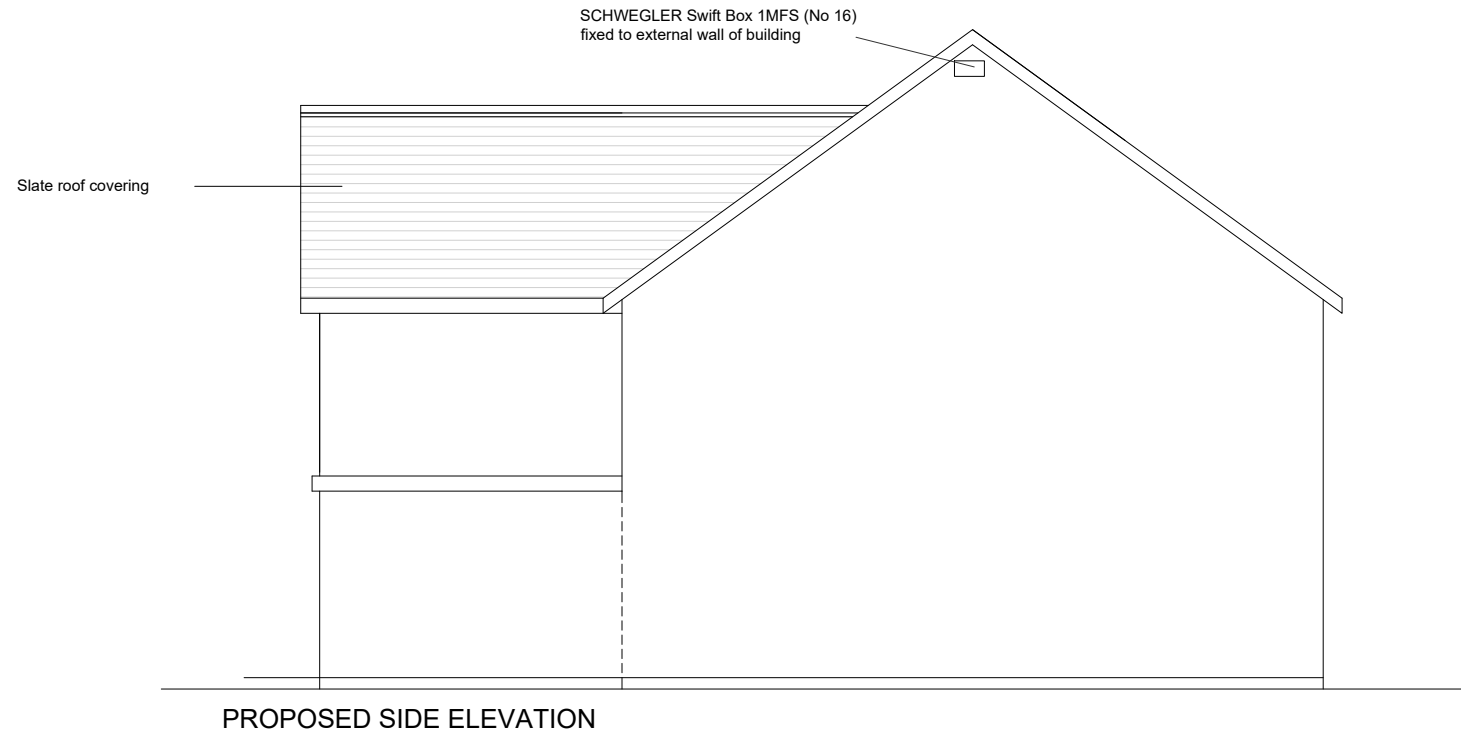 SCHWEGLER Swift Box 1MFS (No 16)
fixed to external wall of building
Slate roof covering
PROPOSED SIDE ELEVATION